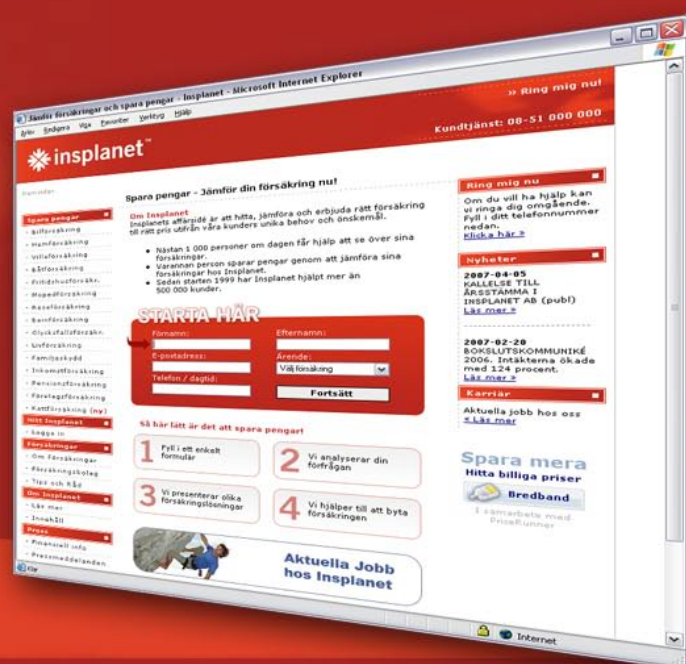 Jämför försäkringar och spara pengar - Insplanet - Microsoft Internet Explorer
Arkiv Redigera Visa Favoriter Verktyg Hjälp
» Ring mig nu!
Kundtjänst: 08-51 000 000
insplanet™
Spara pengar
- Bilförsäkring
- Hemförsäkring
- Villaförsäkring
- Båtförsäkring
- Fritidshusförsäkr.
- Mopedförsäkring
- Reseförsäkring
- Barnförsäkring
- Olycksfallsförsäkr.
- Livförsäkring
- Familjeskydd
- Inkomstförsäkring
- Pensionsförsäkring
- Företagsförsäkring
- Kattförsäkring (ny)
Mitt Insplanet
- Logga in
Försäkringar
- Om försäkringar
- Försäkringsbolag
- Tips och Råd
Om Insplanet
- Läs mer
- Innehåll
Press
- Finansiell info
- Pressmeddelanden
Spara pengar - Jämför din försäkring nu!
Om Insplanet
Insplanets affärsidé är att hitta, jämföra och erbjuda rätt försäkring
till rätt pris utifrån våra kunders unika behov och önskemål.
Nästan 1 000 personer om dagen får hjälp att se över sina
försäkringar.
Varannan person sparar pengar genom att jämföra sina
försäkringar hos Insplanet.
Sedan starten 1999 har Insplanet hjälpt mer än
500 000 kunder.
STARTA HÄR
Förnamn:
Efternamn:
E-postadress:
Ärende:
Välj försäkring
Telefon / dagtid:
Fortsätt
Så här lätt är det att spara pengar!
1 Fyll i ett enkelt
formulär
2 Vi analyserar din
förfrågan
3 Vi presenterar olika
försäkringslösningar
4 Vi hjälper till att byta
försäkringen
Aktuella Jobb
hos Insplanet
Ring mig nu
Om du vill ha hjälp kan
vi ringa dig omgående.
Fyll i ditt telefonnummer
nedan.
Klicka här »
Nyheter
2007-04-05
KALLELSE TILL
ÅRSSTÄMMA I
INSPLANET AB (publ)
Läs mer »
2007-02-20
BOKSLUTSKOMMUNIKÉ
2006. Intäkterna ökade
med 124 procent.
Läs mer »
Karriär
Aktuella jobb hos oss
« Läs mer
Spara mera
Hitta billiga priser
Bredband
I samarbete med
PriceRunner
Klar
Internet